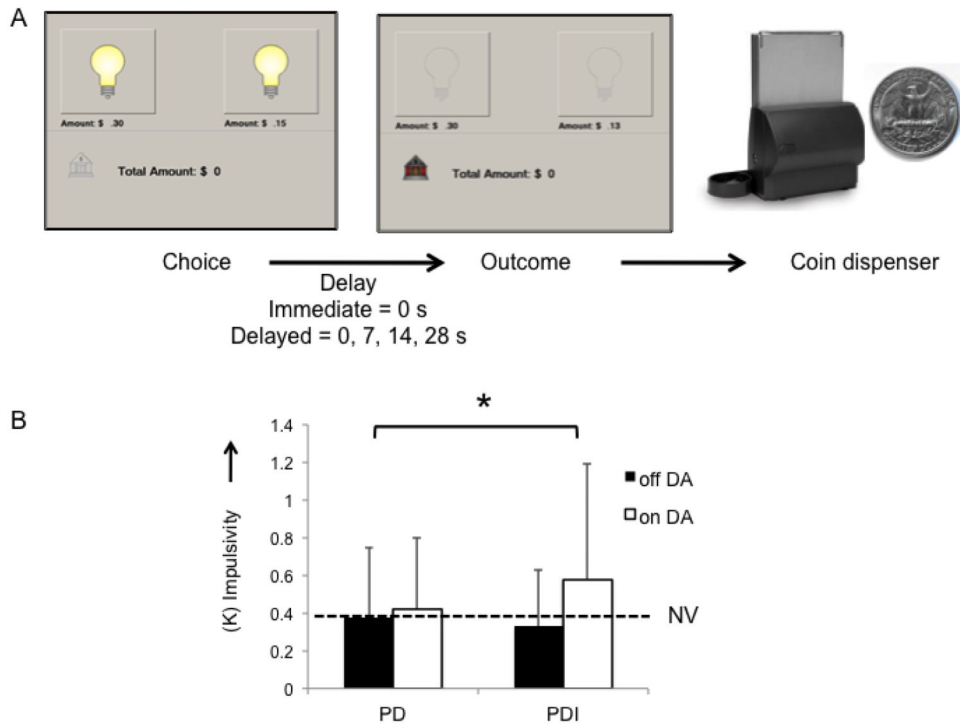 A
Amount: $ .30
Amount: $ .15
Total Amount: $ 0
Amount: $ .30
Amount: $ .13
Total Amount: $ 0
Choice
Outcome
Coin dispenser
Delay
Immediate = 0 s
Delayed = 0, 7, 14, 28 s
B
*
(K) Impulsivity
1.4
1.2
1
0.8
0.6
0.4
0.2
0
off DA
on DA
NV
PD
PDI